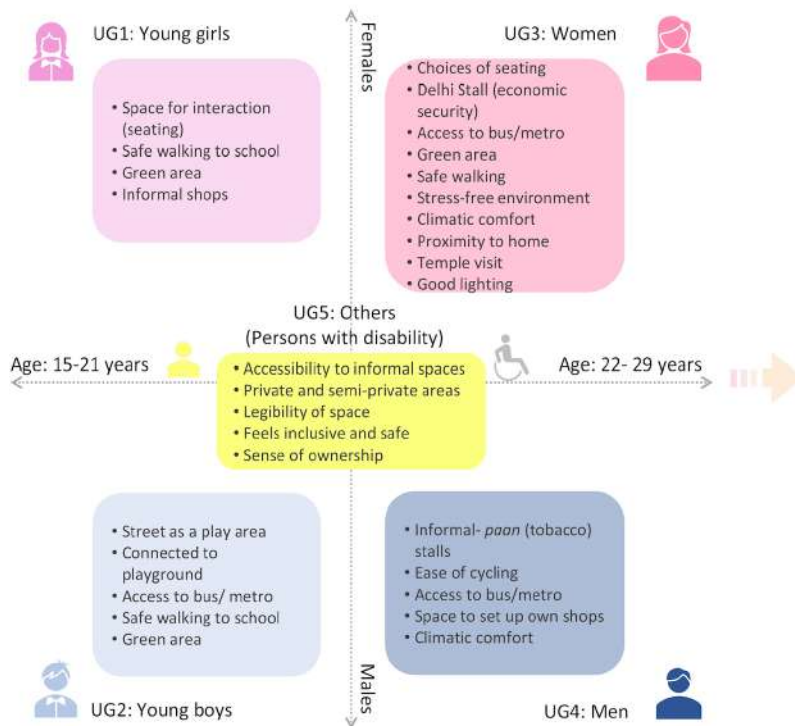 UG1: Young girls
• Space for interaction
(seating)
• Safe walking to school
• Green area
• Informal shops
Females
UG3: Women
• Choices of seating
• Delhi Stall (economic
security)
• Access to bus/metro
• Green area
• Safe walking
• Stress-free environment
• Climatic comfort
• Proximity to home
• Temple visit
• Good lighting
UG5: Others
(Persons with disability)
Age: 15-21 years
• Accessibility to informal spaces
• Private and semi-private areas
• Legibility of space
• Feels inclusive and safe
• Sense of ownership
Age: 22- 29 years
• Street as a play area
• Connected to
playground
• Access to bus/ metro
• Safe walking to school
• Green area
UG2: Young boys
Males
• Informal- paan (tobacco)
stalls
• Ease of cycling
• Access to bus/metro
• Space to set up own shops
• Climatic comfort
UG4: Men